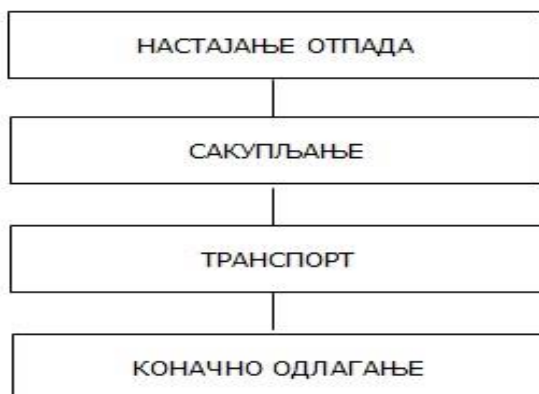 НАСТАЈАЊЕ ОТПАДА
САКУПЉАЊЕ
ТРАНСПОРТ
КОНАЧНО ОДЛАГАЊЕ